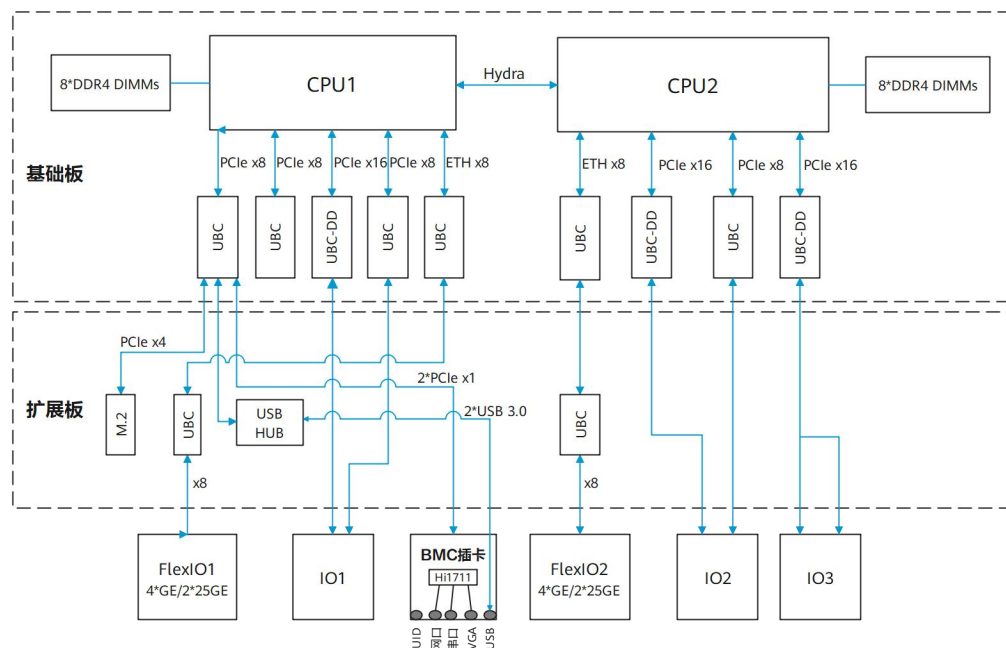 8*DDR4 DIMMs
CPU1
Hydra
CPU2
8*DDR4 DIMMs
基础板
PCIe x8
PCIe x8
PCIe x16
PCIe x8
ETH x8
ETH x8
PCIe x16
PCIe x8
PCIe x16
UBC
UBC
UBC-DD
UBC
UBC
UBC
UBC-DD
UBC
UBC-DD
扩展板
PCIe x4
2*PCIe x1
M.2
UBC
USB
HUB
2*USB 3.0
UBC
x8
x8
FlexIO1
4*GE/2*25GE
IO1
BMC插卡
Hi1711
UID
网口
串口
VGA
USB
FlexIO2
4*GE/2*25GE
IO2
IO3